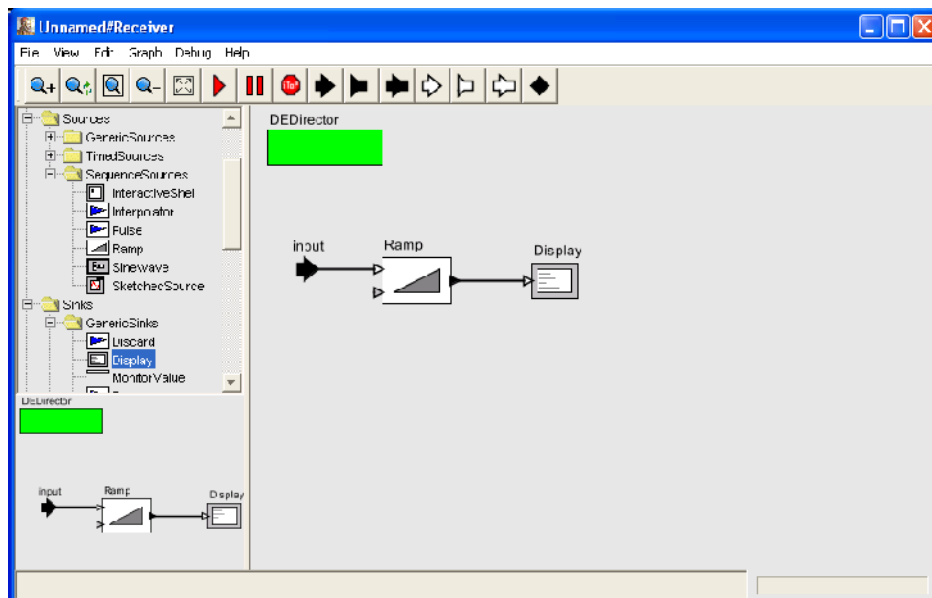 Unnamed#Receiver
File View Edit Graph Debug Help
Sources
GenericSources
TimedSources
SequenceSources
InteractiveShell
Interpolator
Pulse
Ramp
Sinewave
SketchedSource
Sinks
GenericSinks
Discard
Display
MonitorValue
DEDirector
input
Ramp
Display
DEDirector
input
Ramp
Display